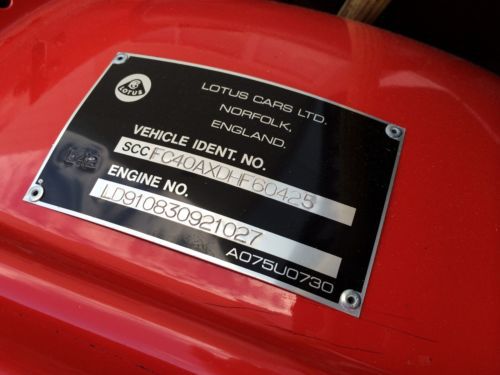 LOTUS
LOTUS CARS LTD.
NORFOLK,
ENGLAND.
VEHICLE IDENT. NO.
SCCFC40AXDHF60425
ENGINE NO.
LD910830921027
A075U0730